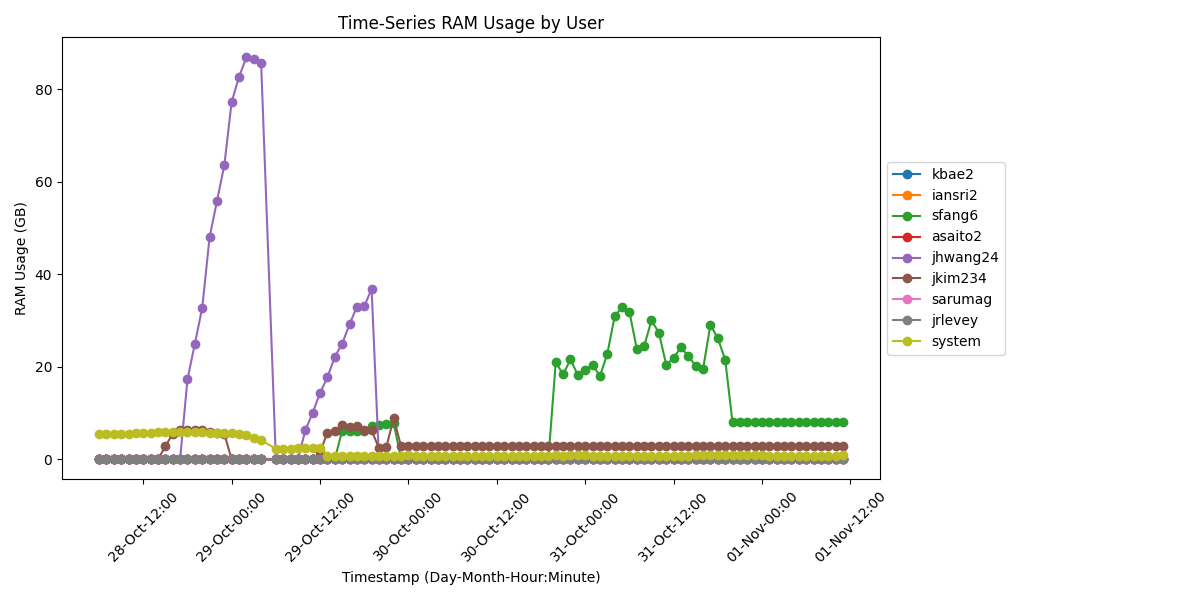 Time-Series RAM Usage by User
RAM Usage (GB)
80
60
40
20
0
28-Oct-12:00
29-Oct-00:00
29-Oct-12:00
30-Oct-00:00
30-Oct-12:00
31-Oct-00:00
31-Oct-12:00
01-Nov-00:00
01-Nov-12:00
Timestamp (Day-Month-Hour:Minute)
kbae2
iansri2
sfang6
asaito2
jhwang24
jkim234
sarumag
jrlevey
system